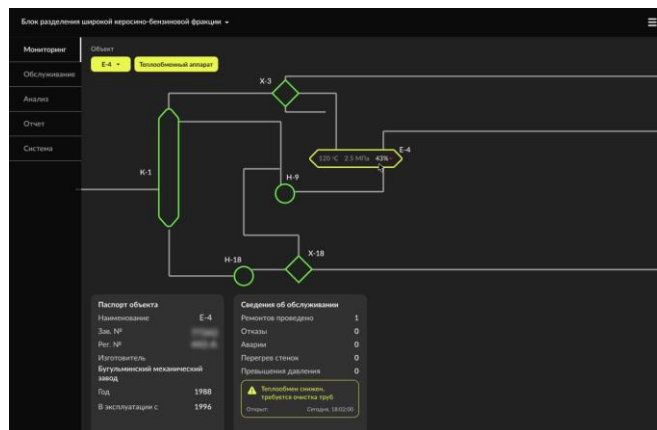 Блок разделения широкой керосино-бензиновой фракции
Мониторинг
Обслуживание
Анализ
Отчет
Система
Объект
Е-4
Теплообменный аппарат
Х-3
К-1
120 °C 2.5 МПа 43%
Е-4
Н-9
Н-18
Х-18
Паспорт объекта
Наименование Е-4
Зав. №
Рег. №
Изготовитель
Бугульминский механический
завод
Год 1988
В эксплуатации с 1996
Сведения об обслуживании
Ремонтов проведено 1
Отказы 0
Аварии 0
Перегрев стенок 0
Превышения давления 0
Теплообмен снижен,
требуется очистка труб
Открыт: Сегодня, 18:02:00